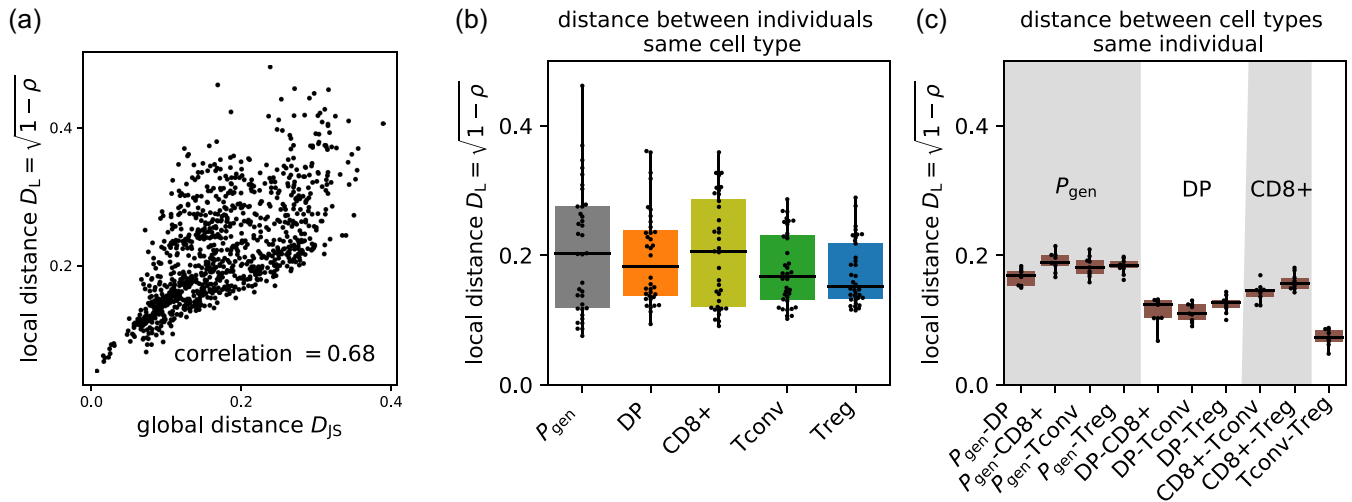 (a)
local distance D_L = √1 − ρ
0.4
0.2
0.0
0.2
0.4
correlation = 0.68
global distance D_JS
(b)
distance between individuals
same cell type
local distance D_L = √1 − ρ
0.4
0.2
0.0
P_gen
DP
CD8+
Tconv
Treg
(c)
distance between cell types
same individual
local distance D_L = √1 − ρ
0.4
0.2
0.0
P_gen
DP
CD8+
P_gen-DP
P_gen-CD8+
P_gen-Tconv
P_gen-Treg
DP-CD8+
DP-Tconv
DP-Treg
CD8+-Tconv
CD8+-Treg
Tconv-Treg